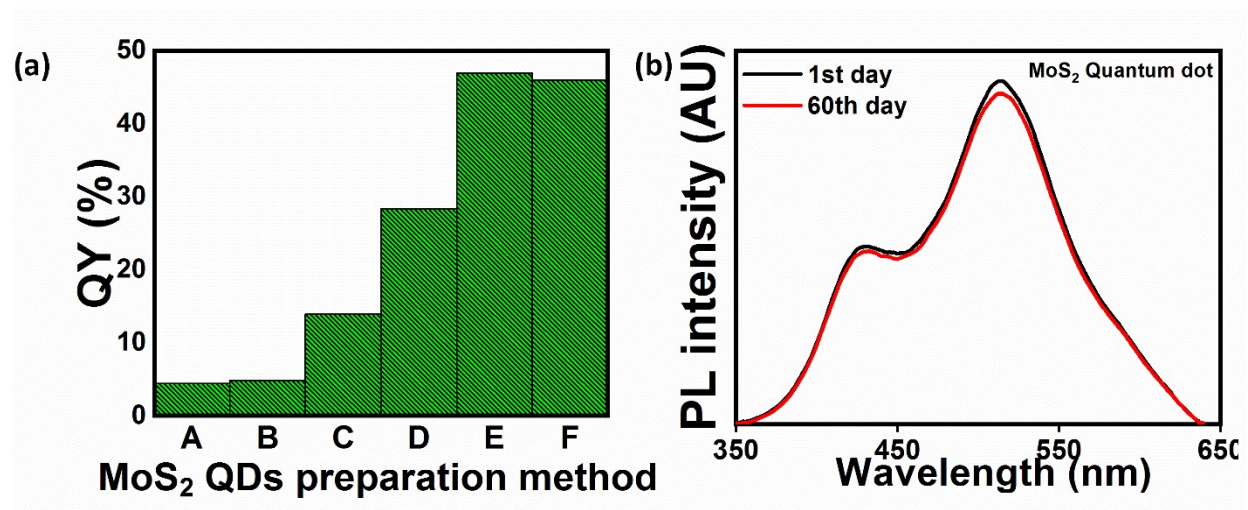 (a)
QY (%)
50
40
30
20
10
0
A B C D E F
MoS₂ QDs preparation method
(b)
PL intensity (AU)
1st day
60th day
MoS₂ Quantum dot
350 450 550 650
Wavelength (nm)